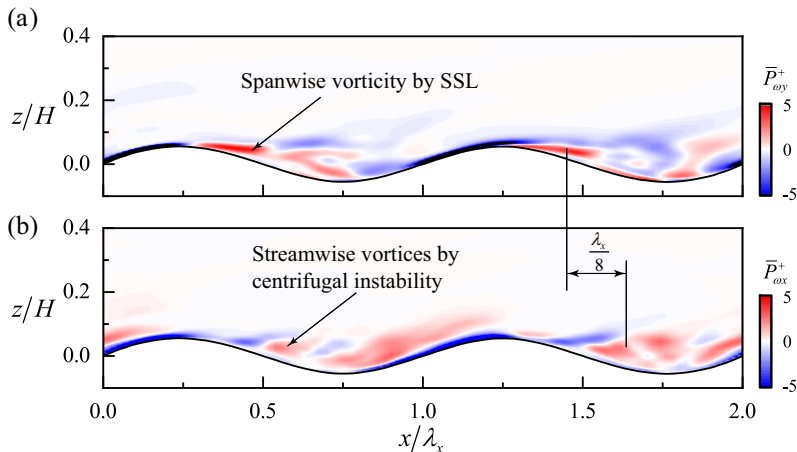 (a)
0.4
0.2
0.0
z/H
Spanwise vorticity by SSL
P̅⁺ωy
5
-5
(b)
0.4
0.2
0.0
z/H
Streamwise vortices by
centrifugal instability
λx
8
P̅⁺ωx
5
-5
0.0 0.5 1.0 1.5 2.0
x/λx